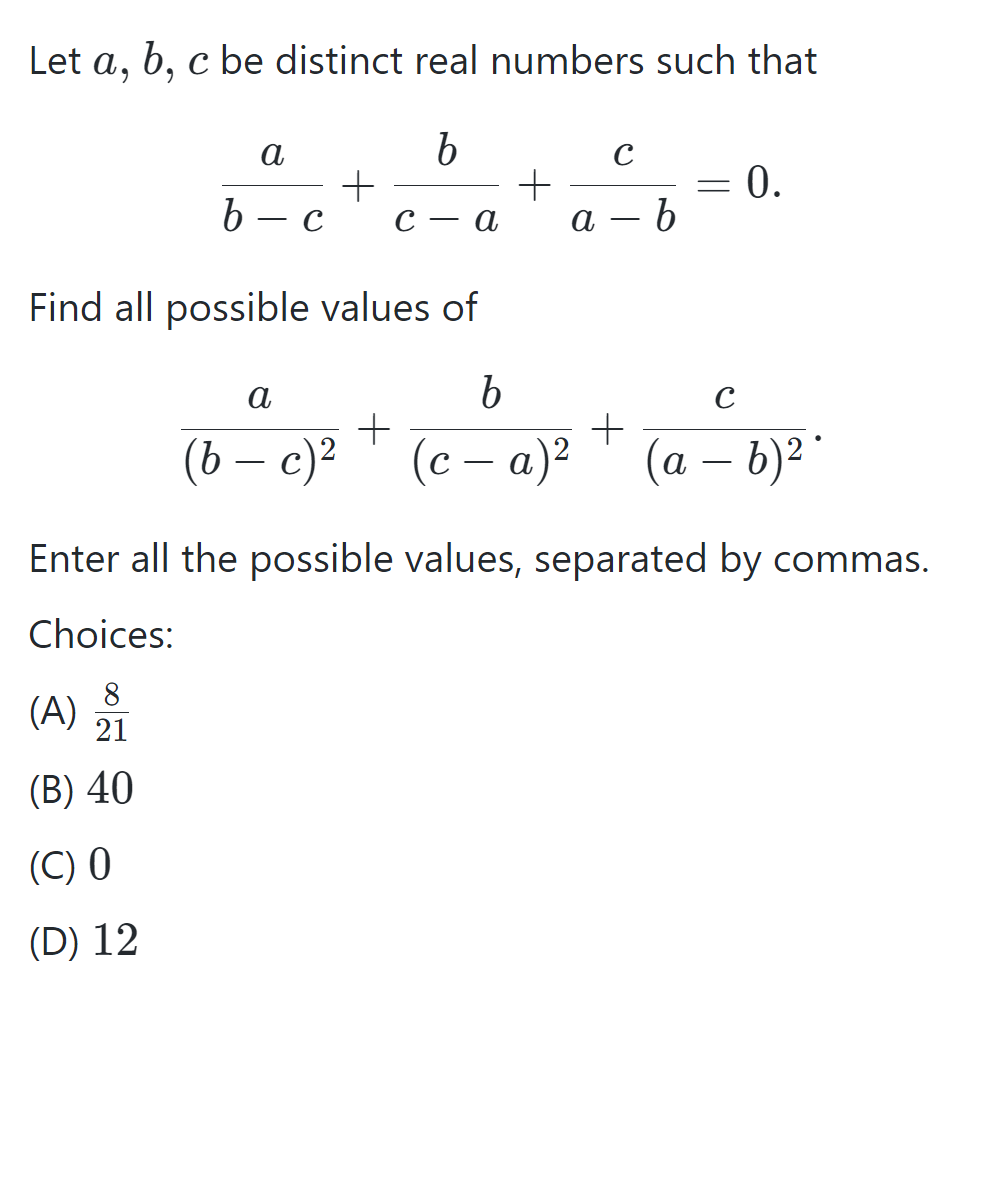 Let a, b, c be distinct real numbers such that
\frac{a}{b - c} + \frac{b}{c - a} + \frac{c}{a - b} = 0.
Find all possible values of
\frac{a}{(b - c)^2} + \frac{b}{(c - a)^2} + \frac{c}{(a - b)^2}.
Enter all the possible values, separated by commas.
Choices:
(A) \frac{8}{21}
(B) 40
(C) 0
(D) 12